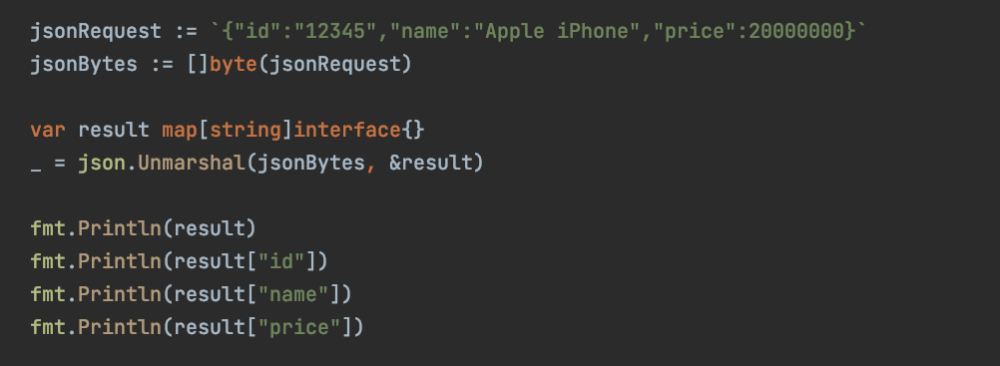 jsonRequest := `{"id":"12345","name":"Apple iPhone","price":20000000}`
jsonBytes := []byte(jsonRequest)
var result map[string]interface{}
_ = json.Unmarshal(jsonBytes, &result)
fmt.Println(result)
fmt.Println(result["id"])
fmt.Println(result["name"])
fmt.Println(result["price"])